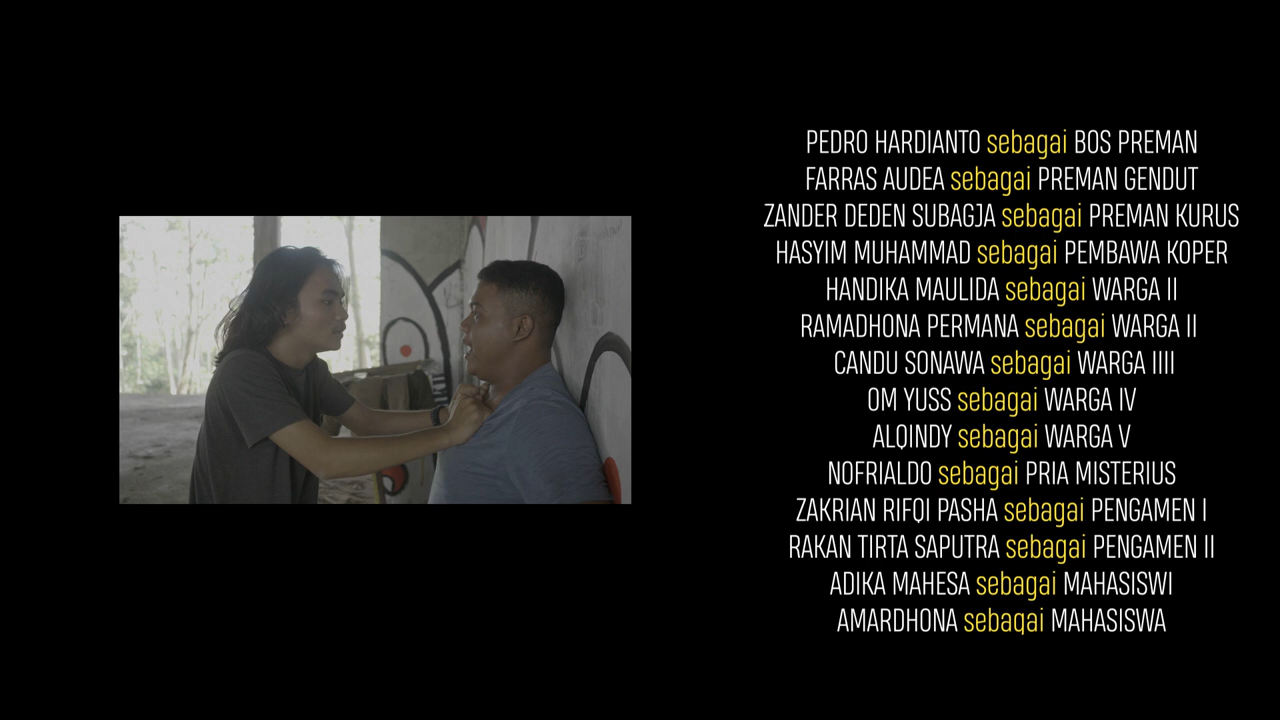 PEDRO HARDIANTO sebagai BOS PREMAN
FARRAS AUDEA sebagai PREMAN GENDUT
ZANDER DEDEN SUBAGJA sebagai PREMAN KURUS
HASYIM MUHAMMAD sebagai PEMBAWA KOPER
HANDIKA MAULIDA sebagai WARGA II
RAMADHONA PERMANA sebagai WARGA II
CANDU SONAWA sebagai WARGA IIII
OM YUSS sebagai WARGA IV
ALQINDY sebagai WARGA V
NOFRIALDO sebagai PRIA MISTERIUS
ZAKRIAN RIFQI PASHA sebagai PENGAMEN I
RAKAN TIRTA SAPUTRA sebagai PENGAMEN II
ADIKA MAHESA sebagai MAHASISWI
AMARDHONA sebagai MAHASISWA